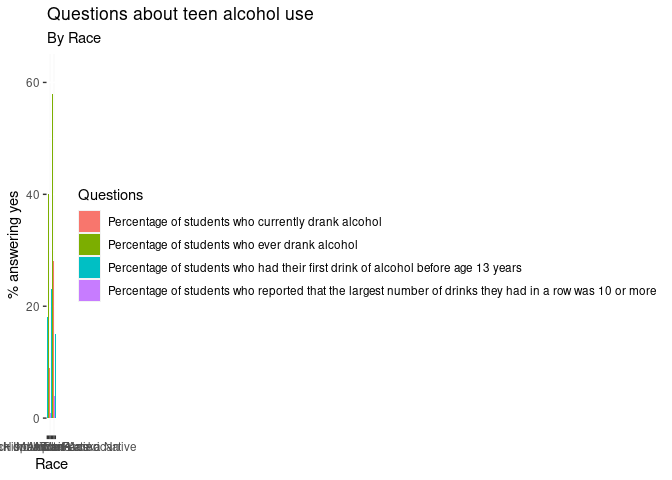 Questions about teen alcohol use
By Race
60
% answering yes
40
Questions
Percentage of students who currently drank alcohol
Percentage of students who ever drank alcohol
Percentage of students who had their first drink of alcohol before age 13 years
Percentage of students who reported that the largest number of drinks they had in a row was 10 or more
20
0
Native
Race